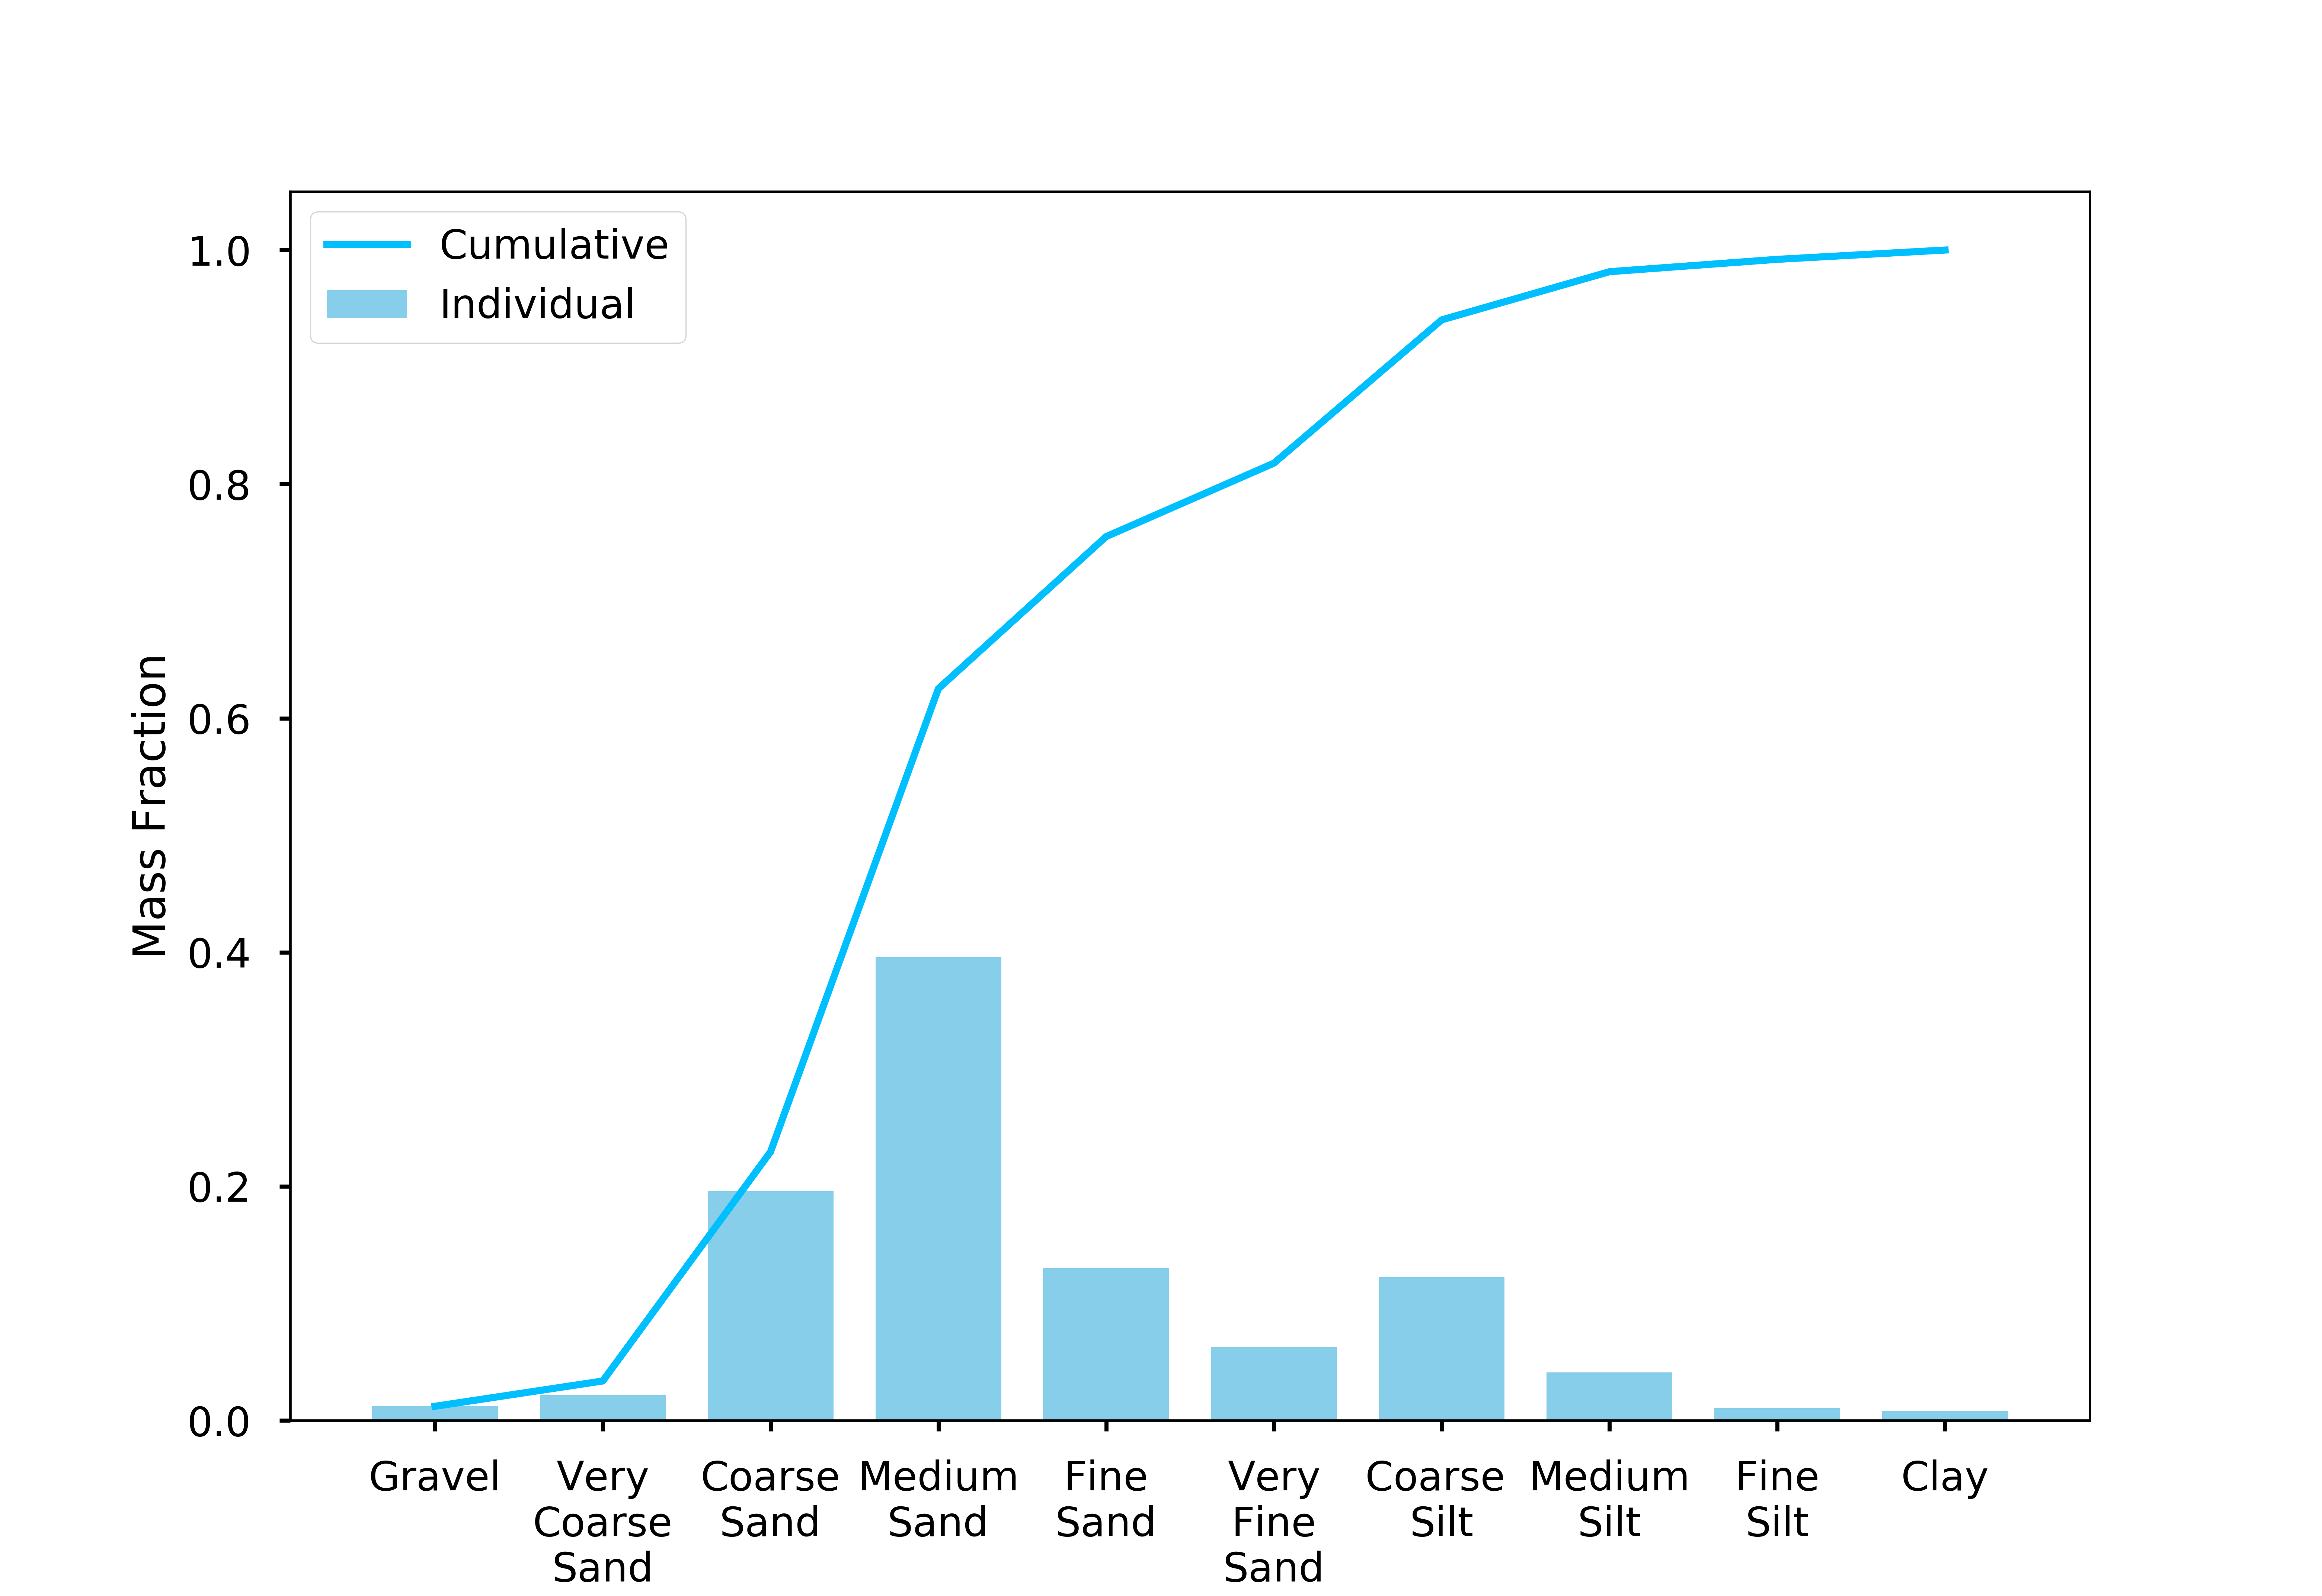 Cumulative
Individual
1.0
0.8
0.6
0.4
0.2
0.0
Mass Fraction
Gravel
Very
Coarse
Sand
Coarse
Sand
Medium
Sand
Fine
Sand
Very
Fine
Sand
Coarse
Silt
Medium
Silt
Fine
Silt
Clay